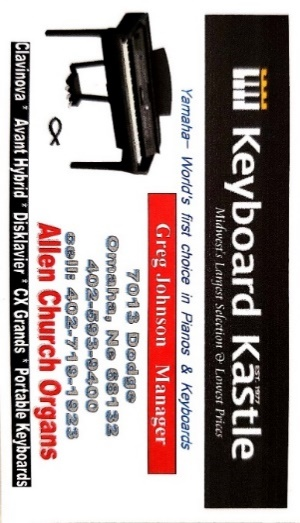 Keyboard Kastle
EST. 1977
Midwest's Largest Selection @ Lowest Prices
Yamaha– World's first choice in Pianos & Keyboards
Greg Johnson Manager
7013 Dodge
Omaha, Ne 68132
402-593-9400
cell: 402-719-1923
Allen Church Organs
Clavinova * Avant Hybrid * Disklavier * CX Grands * Portable Keyboards